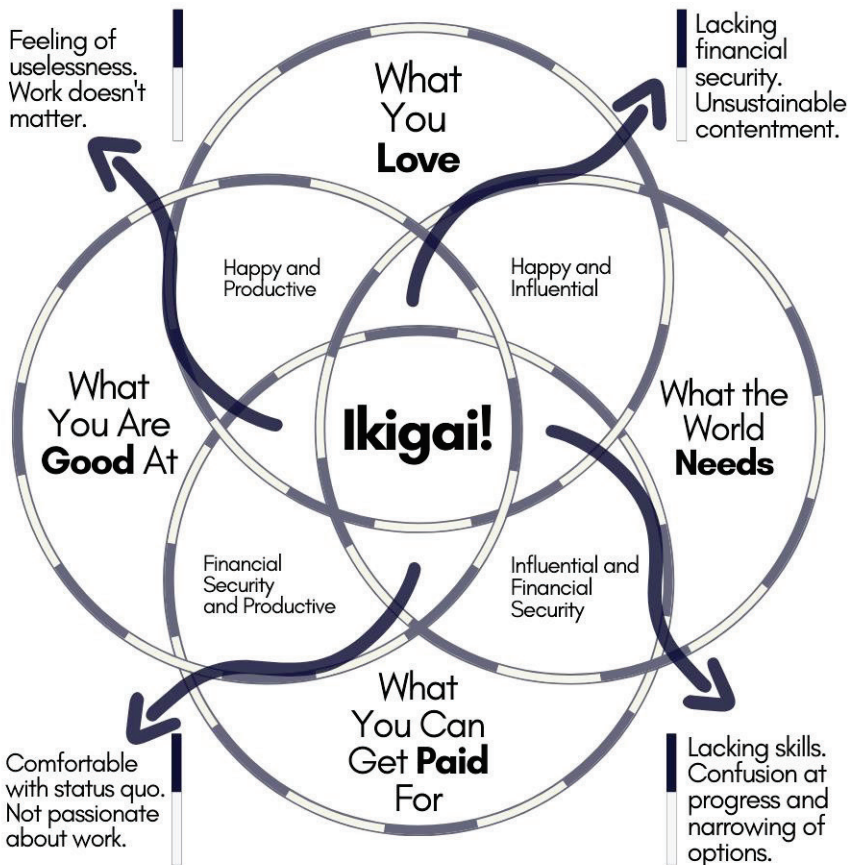 Feeling of
uselessness.
Work doesn't
matter.
What
You
Love
Lacking
financial
security.
Unsustainable
contentment.
Happy and
Productive
Happy and
Influential
What
You Are
Good At
Ikigai!
What the
World
Needs
Financial
Security
and Productive
Influential and
Financial
Security
What
You Can
Get Paid
For
Comfortable
with status quo.
Not passionate
about work.
Lacking skills.
Confusion at
progress and
narrowing of
options.